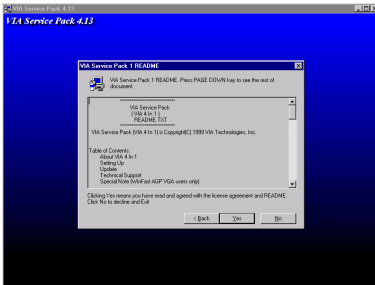 VIA Service Pack 4.13
VIA Service Pack 4.13
VIA Service Pack 1 README
VIA Service Pack 1 README. Press PAGE DOWN key to see the rest of
document.
VIA Service Pack
( VIA 4 In 1 )
README.TXT
VIA Service Pack (VIA 4 In 1) is Copyright(C) 1999 VIA Technologies, Inc.
Table of Contents:
About VIA 4 In 1
Setting Up
Update
Technical Support
Special Note (WinFast AGP VGA users only)
Clicking Yes means you have read and agreed with the license agreement and README.
Click No to decline and Exit
< Back
Yes
No